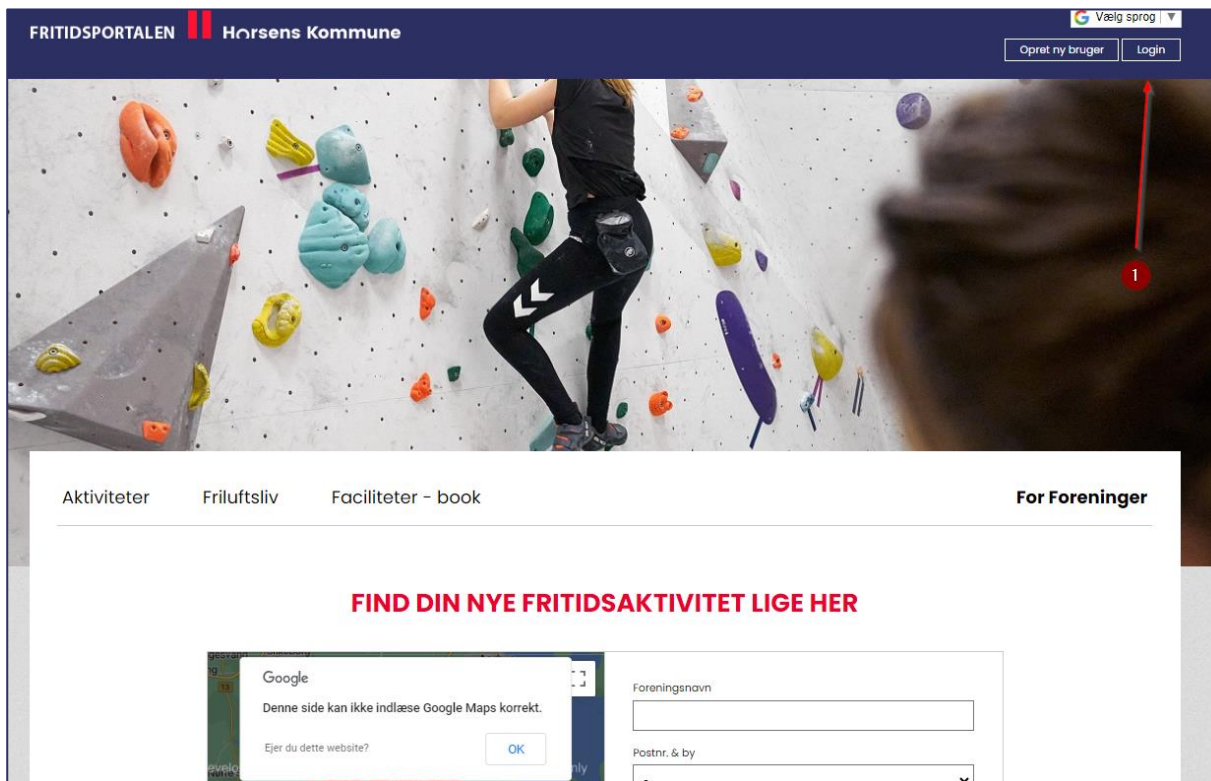 FRITIDSPORTALEN Horsens Kommune
Vælg sprog
Opret ny bruger Login
1
Aktiviteter Friluftsliv Faciliteter - book For Foreninger
FIND DIN NYE FRITIDSAKTIVITET LIGE HER
Google
Denne side kan ikke indlæse Google Maps korrekt.
Ejer du dette website? OK
13
Foreningsnavn
Postnr. & by